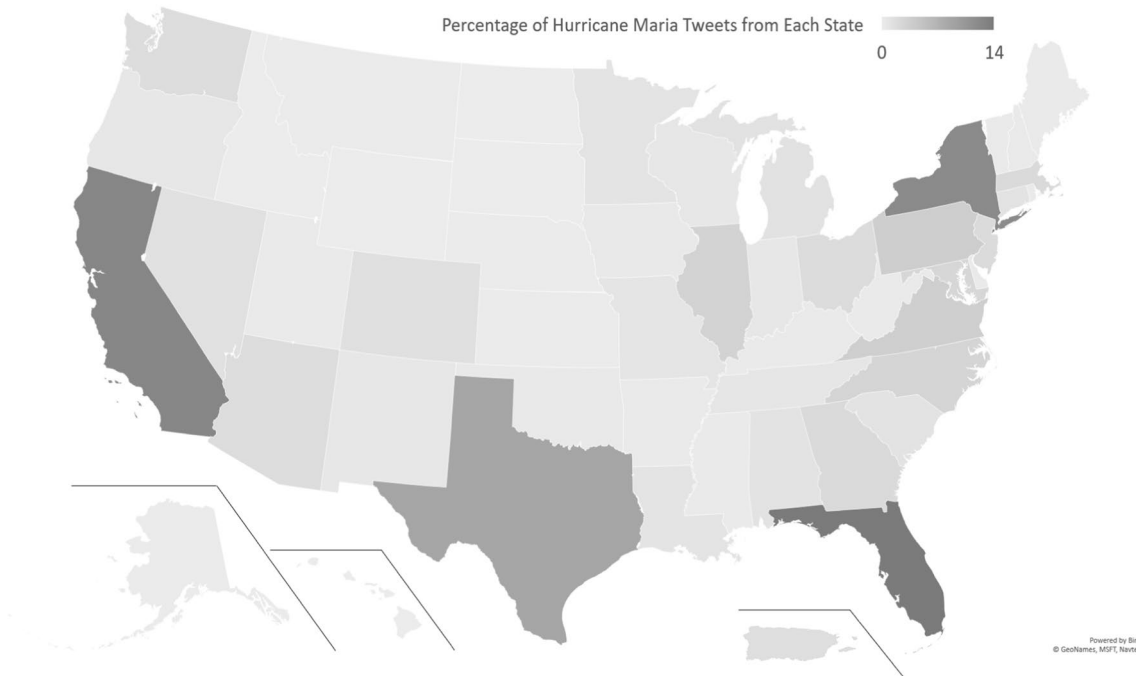 Percentage of Hurricane Maria Tweets from Each State
0 14
Powered by
© GeoNames, MSFT,